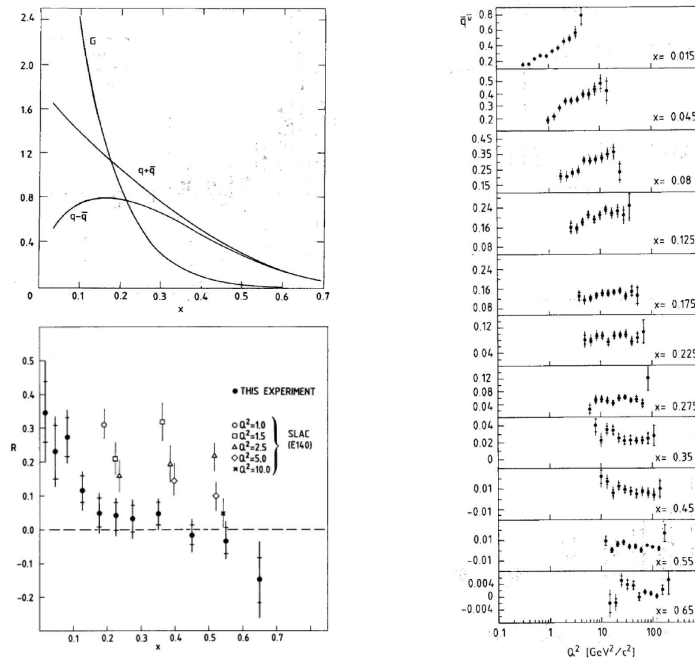 2.4
2.0
1.6
1.2
0.8
0.4
G
q+q̅
q-q̅
0 0.1 0.2 0.3 0.4 0.5 0.6 0.7
x
0.5
0.4
0.3
0.2
0.1
0.0
-0.1
-0.2
R
THIS EXPERIMENT
Q²=1.0
Q²=1.5
Q²=2.5
Q²=5.0
Q²=10.0
SLAC
(E140)
0 0.2 0.4 0.6 0.8
x
q̅ᵛ̅
0.8
0.6
0.4
0.2
x= 0.015
0.5
0.4
0.3
0.2
x= 0.045
0.45
0.35
0.25
0.15
x= 0.08
0.24
0.16
0.08
x= 0.125
0.24
0.16
0.08
x= 0.175
0.12
0.04
x= 0.225
0.12
0.08
0.04
0
x= 0.275
0.04
0.02
0
x= 0.35
0.03
0.01
-0.01
x= 0.45
0.01
-0.01
x= 0.55
0.004
0
-0.004
x= 0.65
0.1 1 10 100
Q² [GeV²/c²]